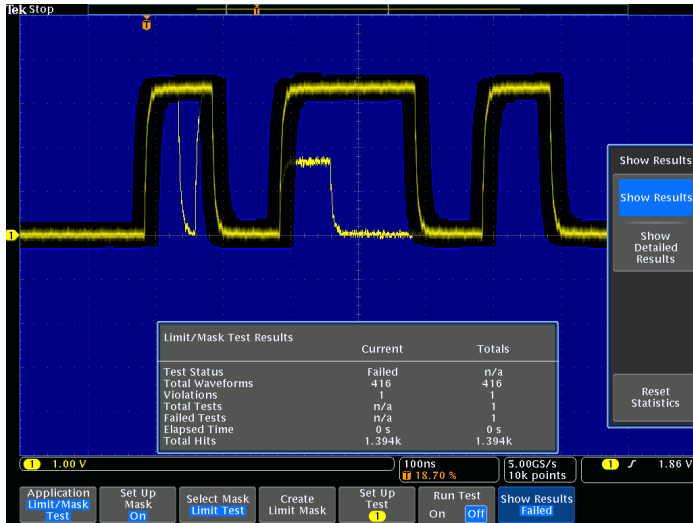 Tek Stop
T
T
1
Show Results
Show Results
Show
Detailed
Results
Reset
Statistics
Limit/Mask Test Results
Current Totals
Test Status Failed n/a
Total Waveforms 416 416
Violations 1 1
Total Tests n/a 1
Failed Tests 1
Elapsed Time 0 s 0 s
Total Hits 1.394k 1.394k
1 1.00 V
100ns
T 18.70 %
5.00GS/s
10k points
1 1.86 V
Application
Limit/Mask
Test
Set Up
Mask
On
Select Mask
Limit Test
Create
Limit Mask
Set Up
Test
1
Run Test
On Off
Show Results
Failed